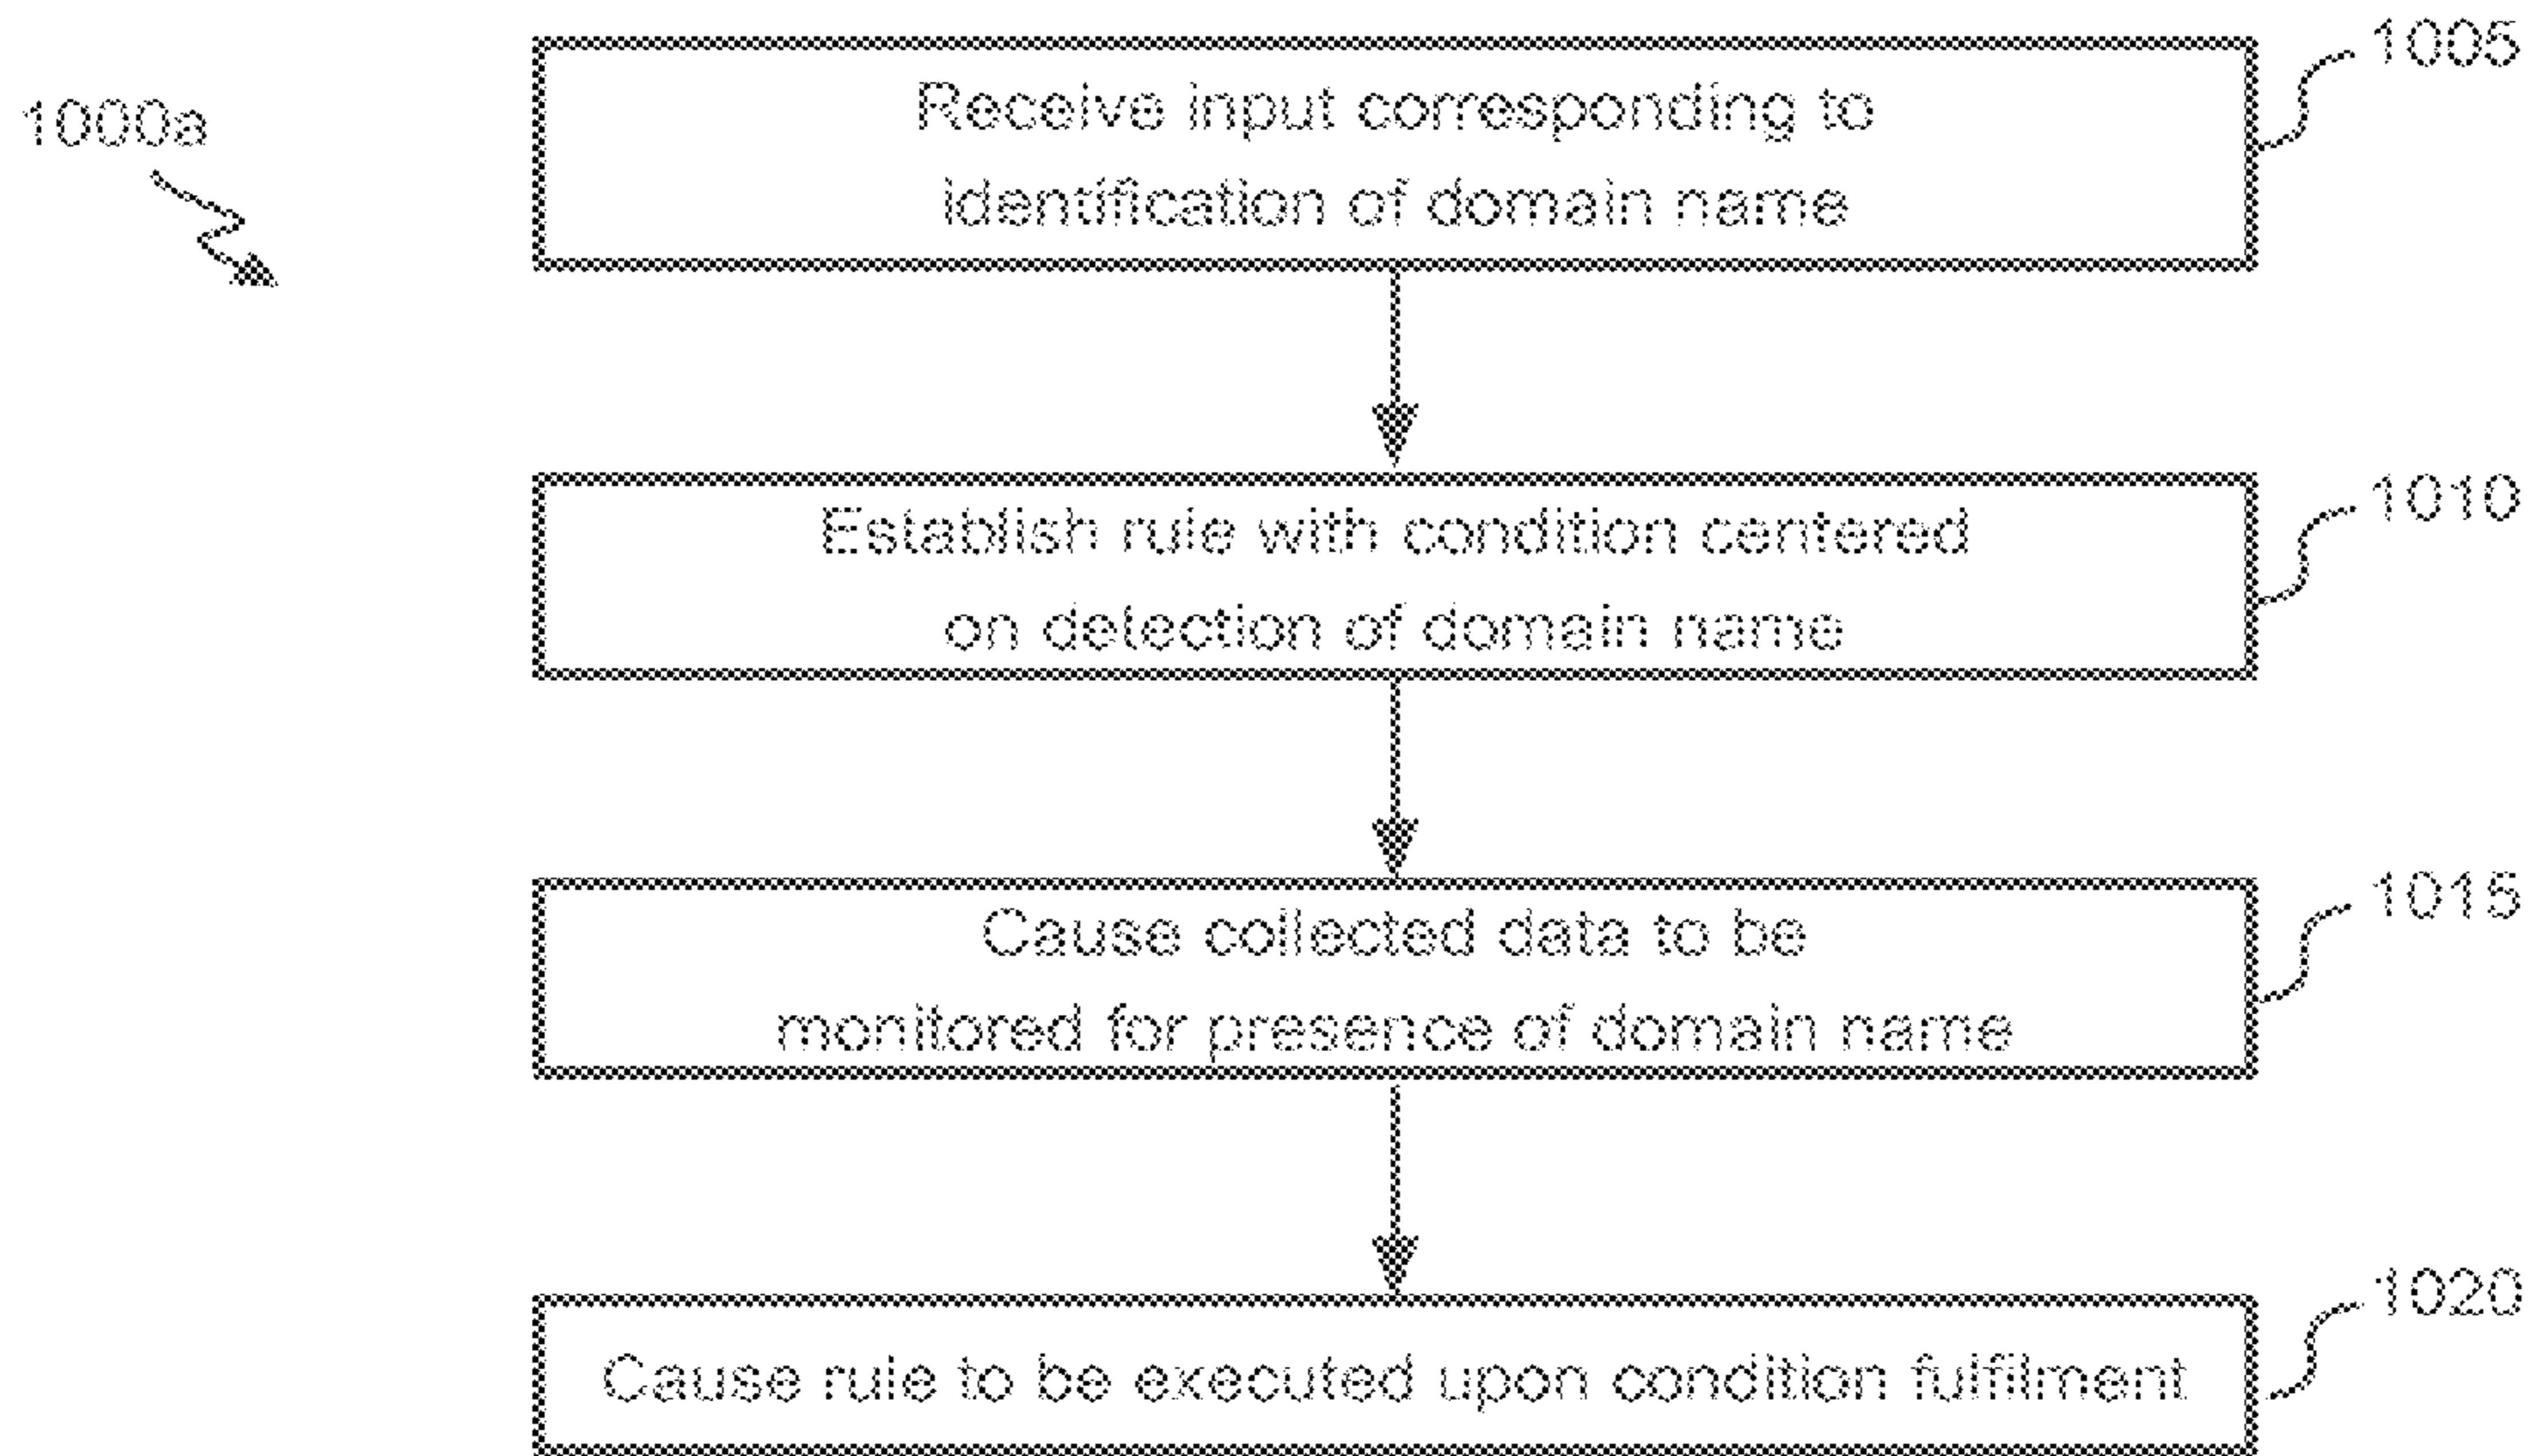 1000a
Receive input corresponding to
identification of domain name
1005
Establish rule with condition centered
on detection of domain name
1010
Cause collected data to be
monitored for presence of domain name
1015
Cause rule to be executed upon condition fulfilment
1020